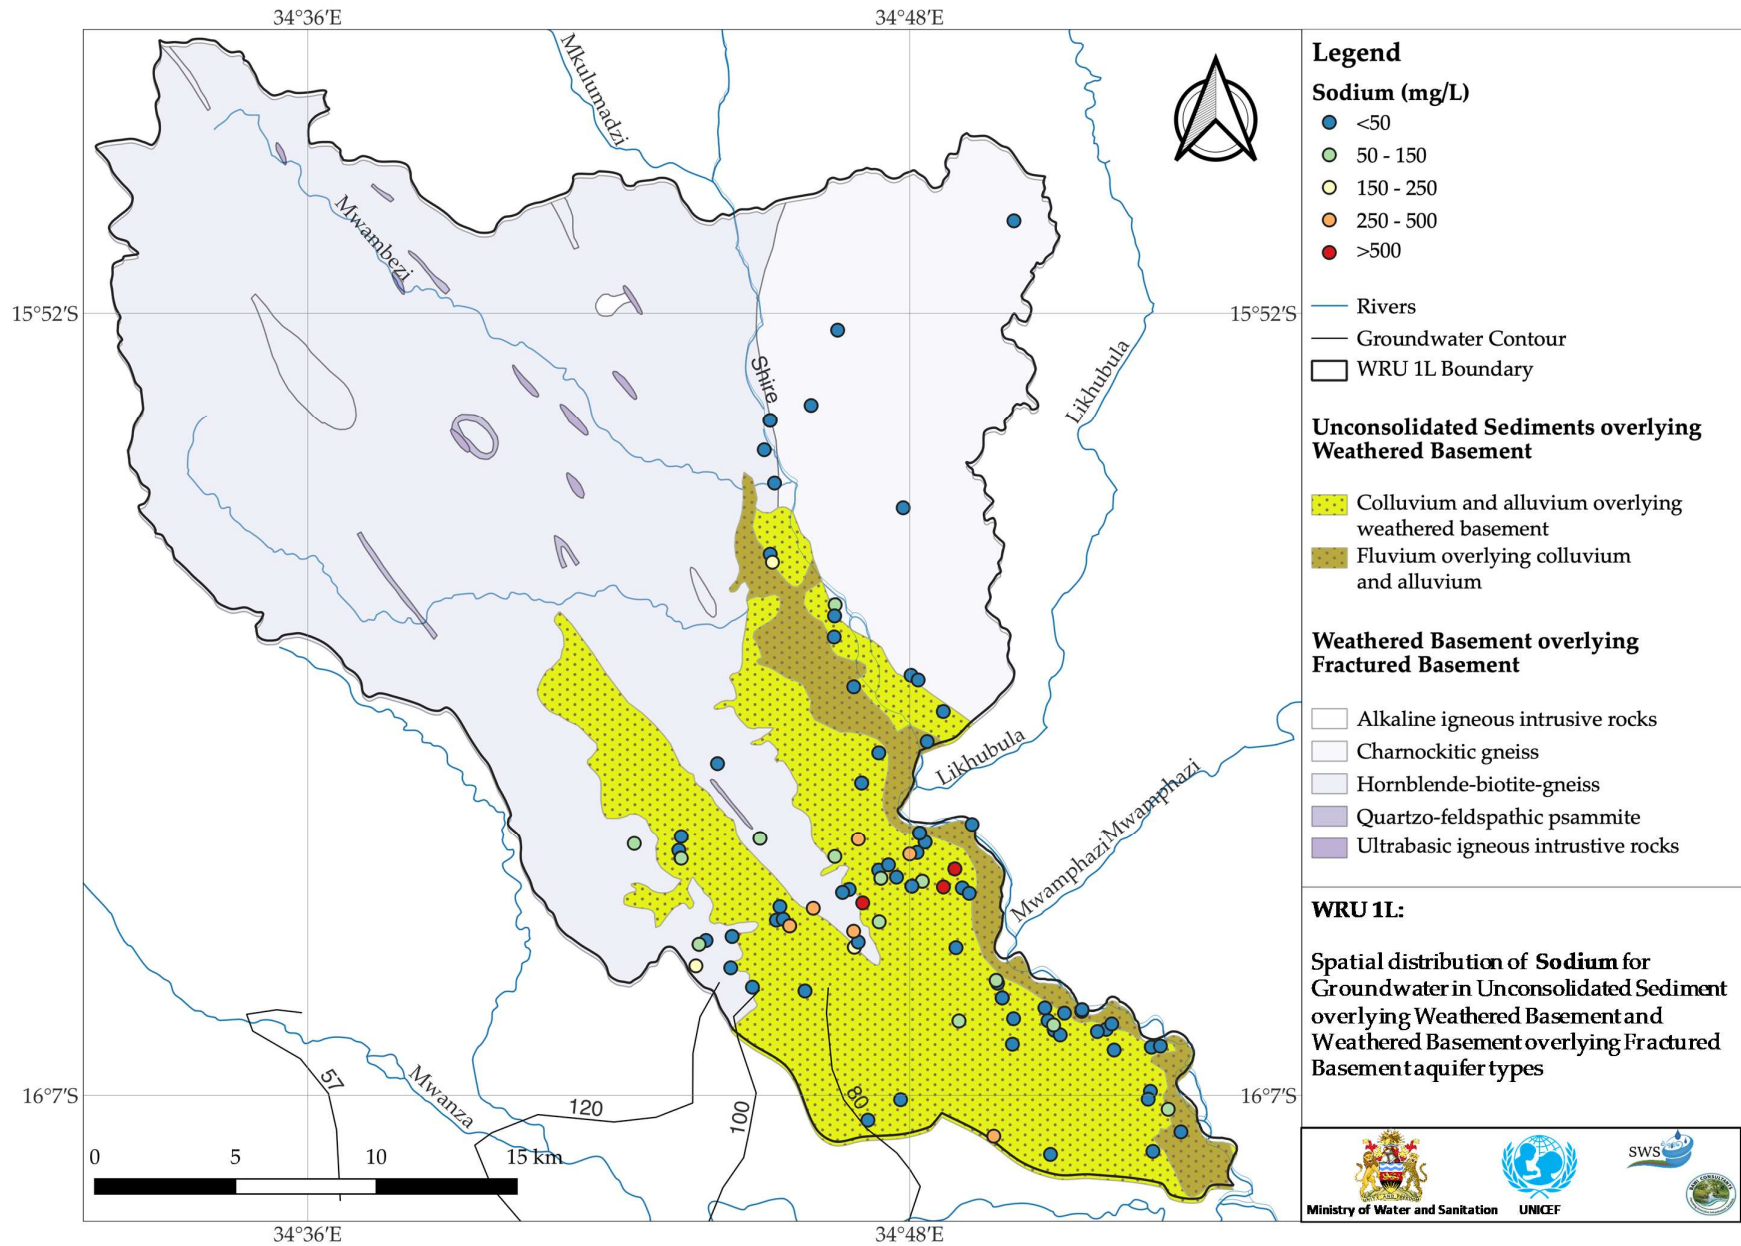 34°36′E
34°48′E
Mkulumadzi
Mwambezi
15°52′S
15°52′S
Shire
Likhubula
Likhubula
Mwamphazi
Mwamphazi
57
Mwanza
120
100
80
16°7′S
16°7′S
0 5 10 15 km
34°36′E
34°48′E
Legend
Sodium (mg/L)
<50
50 - 150
150 - 250
250 - 500
>500
Rivers
Groundwater Contour
WRU 1L Boundary
Unconsolidated Sediments overlying
Weathered Basement
Colluvium and alluvium overlying
weathered basement
Fluvium overlying colluvium
and alluvium
Weathered Basement overlying
Fractured Basement
Alkaline igneous intrusive rocks
Charnockitic gneiss
Hornblende-biotite-gneiss
Quartzo-feldspathic psammite
Ultrabasic igneous intrustive rocks
WRU 1L:
Spatial distribution of Sodium for
Groundwater in Unconsolidated Sediment
overlying Weathered Basement and
Weathered Basement overlying Fractured
Basement aquifer types
Ministry of Water and Sanitation
UNICEF
SWS